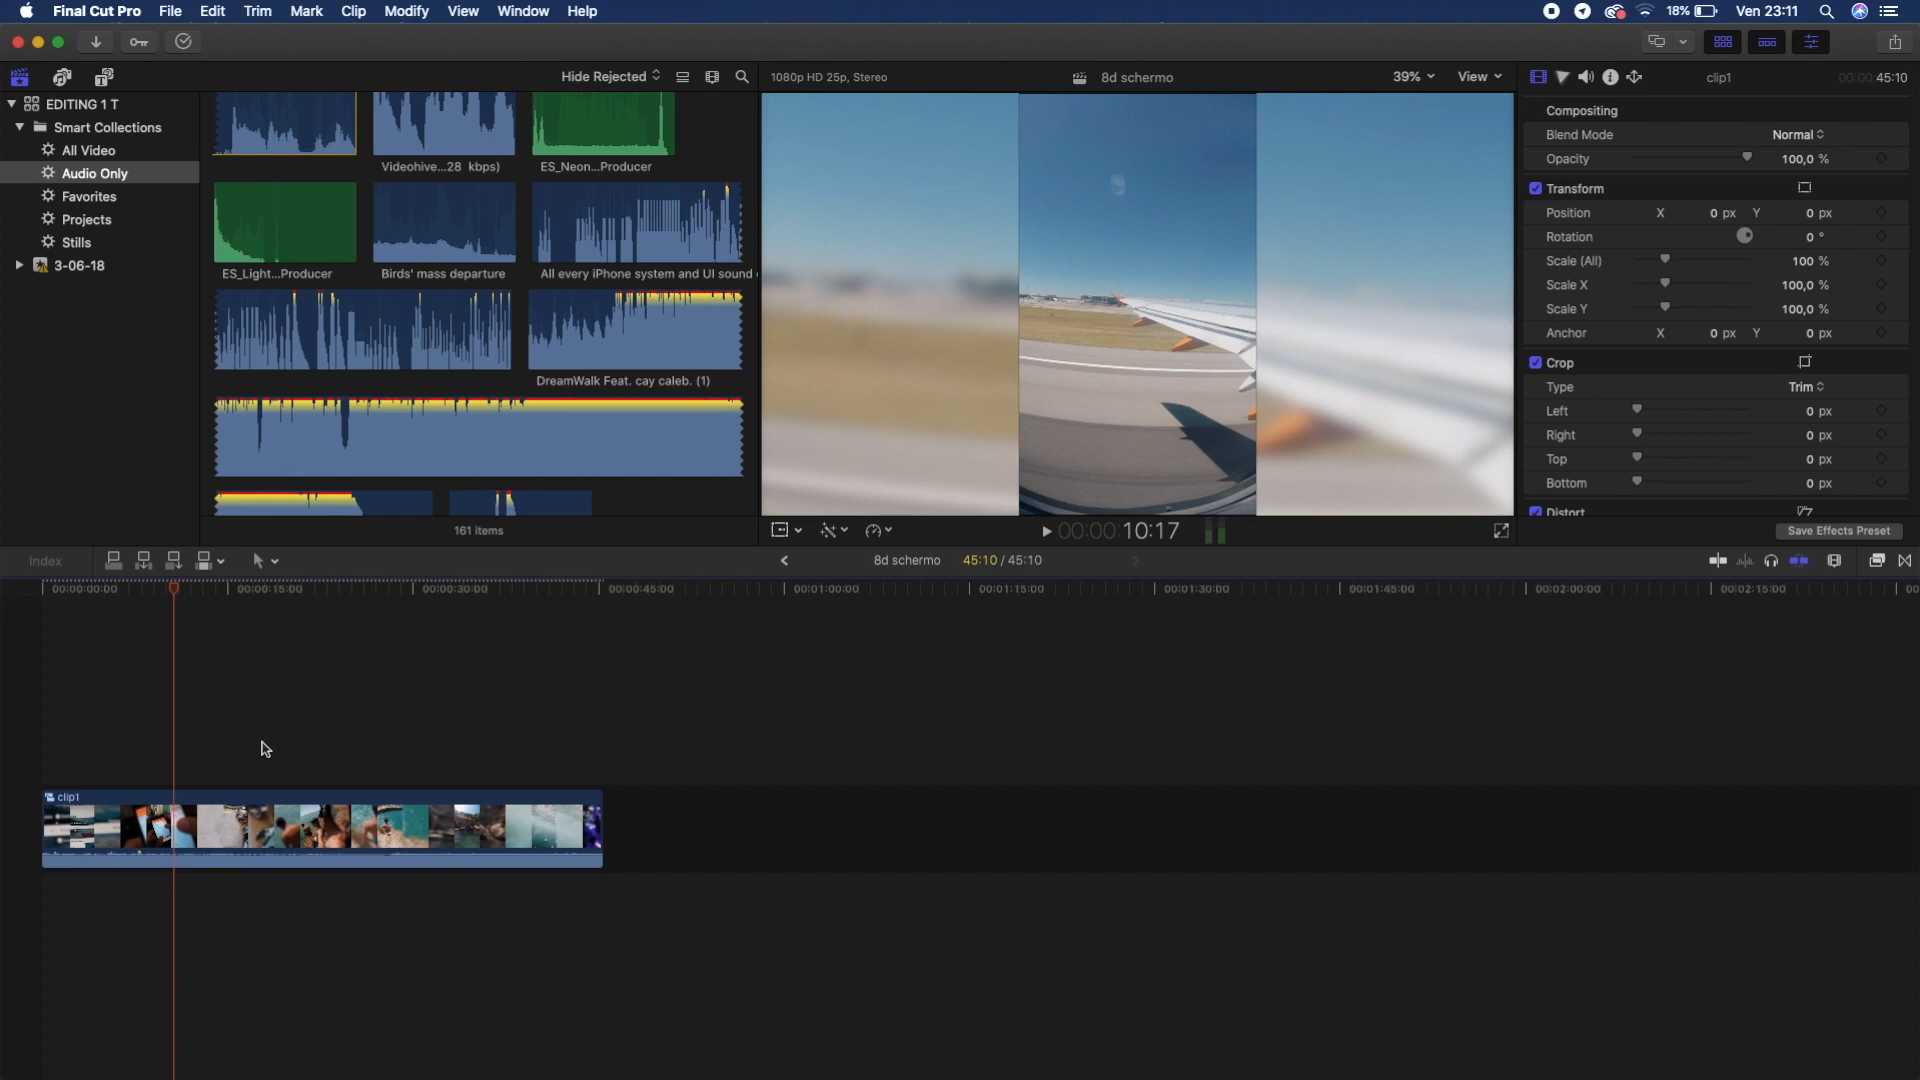 Final Cut Pro File Edit Trim Mark Clip Modify View Window Help 18% Ven 23:11
Hide Rejected 1080p HD 25p, Stereo 8d schermo 39% View clip1 00:00:45:10
EDITING 1 T
Smart Collections
All Video
Audio Only
Favorites
Projects
Stills
3-06-18
Videohive...28 kbps)
ES_Neon...Producer
ES_Light...Producer
Birds' mass departure
All every iPhone system and UI sound
DreamWalk Feat. cay caleb. (1)
161 items
00:00:10:17
Compositing
Blend Mode Normal
Opacity 100,0 %
Transform
Position X 0 px Y 0 px
Rotation 0 °
Scale (All) 100 %
Scale X 100,0 %
Scale Y 100,0 %
Anchor X 0 px Y 0 px
Crop
Type Trim
Left 0 px
Right 0 px
Top 0 px
Bottom 0 px
Distort
Save Effects Preset
Index 8d schermo 45:10 / 45:10
00:00:00:00 00:00:15:00 00:00:30:00 00:00:45:00 00:01:00:00 00:01:15:00 00:01:30:00 00:01:45:00 00:02:00:00 00:02:15:00 00
clip1